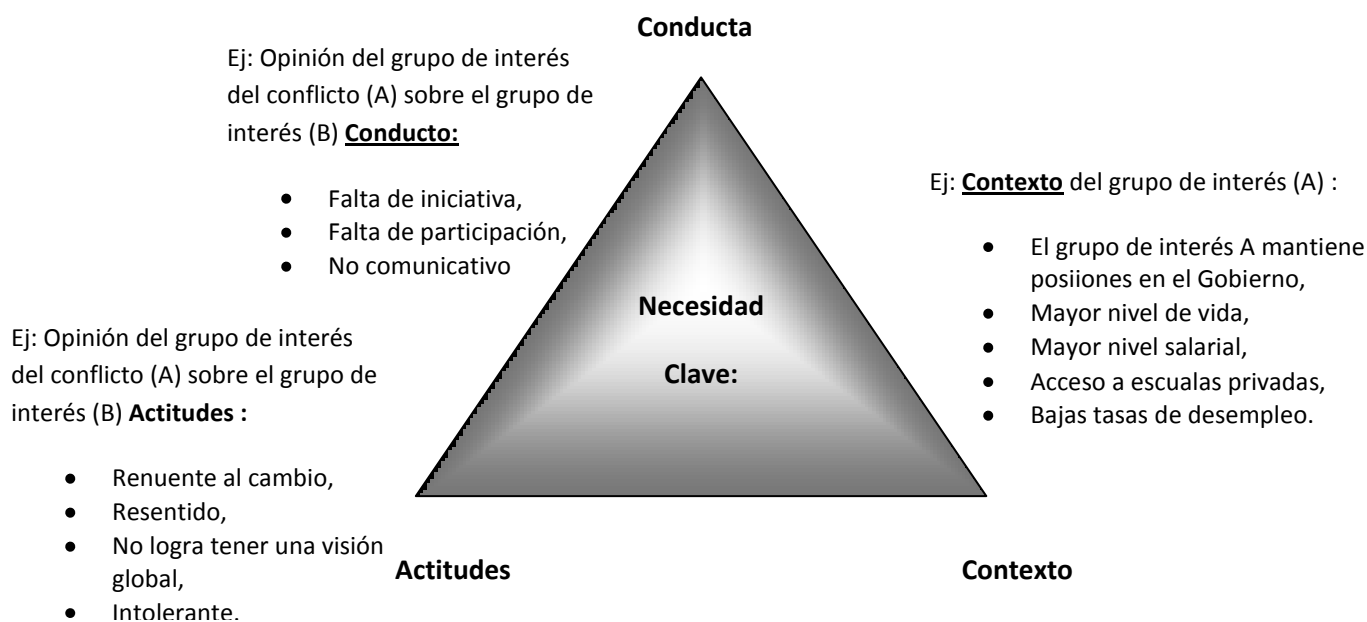 Conducta
Ej: Opinión del grupo de interés
del conflicto (A) sobre el grupo de
interés (B) Conducto:
• Falta de iniciativa,
• Falta de participación,
• No comunicativo
Ej: Contexto del grupo de interés (A) :
• El grupo de interés A mantiene
posiiones en el Gobierno,
• Mayor nivel de vida,
• Mayor nivel salarial,
• Acceso a escualas privadas,
• Bajas tasas de desempleo.
Necesidad
Clave:
Ej: Opinión del grupo de interés
del conflicto (A) sobre el grupo de
interés (B) Actitudes :
• Renuente al cambio,
• Resentido,
• No logra tener una visión
global,
• Intolerante.
Actitudes
Contexto